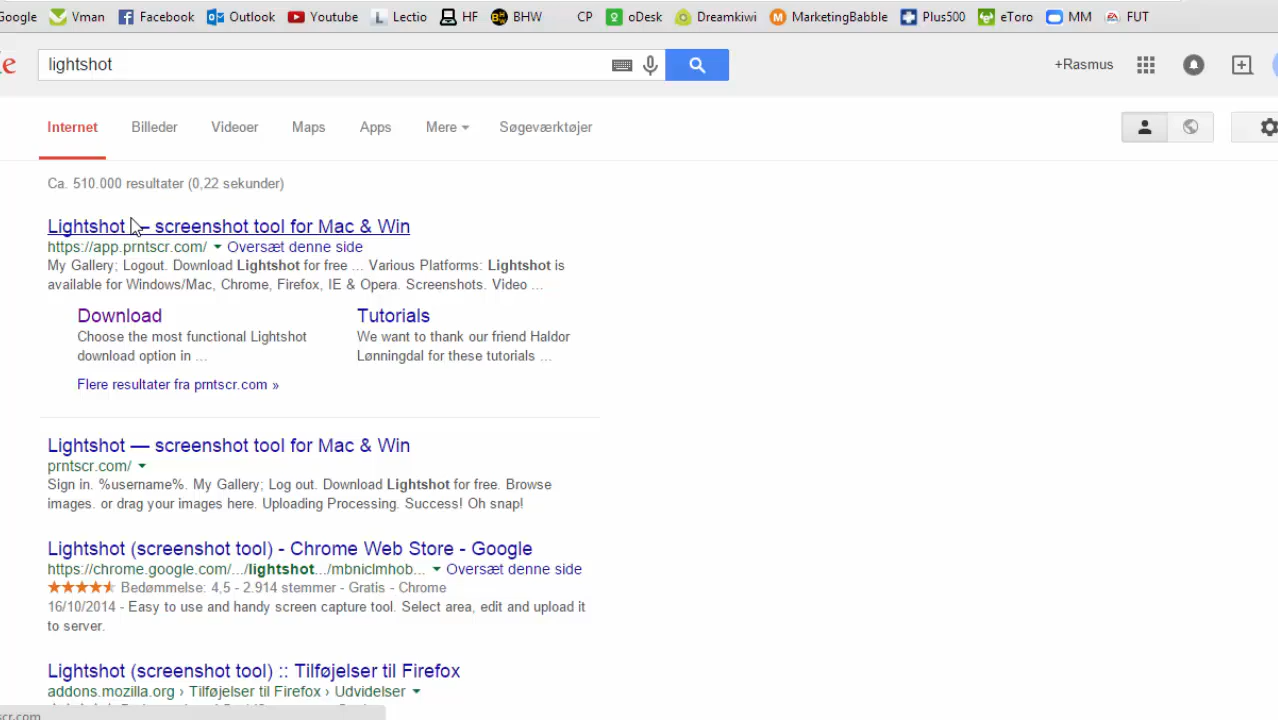 Google Vman Facebook Outlook Youtube Lectio HF BHW CP oDesk Dreamkiwi MarketingBabble Plus500 eToro MM FUT
lightshot
+Rasmus
Internet Billeder Videoer Maps Apps Mere Søgeværktøjer
Ca. 510.000 resultater (0,22 sekunder)
Lightshot — screenshot tool for Mac & Win
https://app.prntscr.com/ Oversæt denne side
My Gallery; Logout. Download Lightshot for free ... Various Platforms: Lightshot is
available for Windows/Mac, Chrome, Firefox, IE & Opera. Screenshots. Video ...
Download
Choose the most functional Lightshot
download option in ...
Tutorials
We want to thank our friend Haldor
Lønningdal for these tutorials ...
Flere resultater fra prntscr.com »
Lightshot — screenshot tool for Mac & Win
prntscr.com/
Sign in. %username%. My Gallery; Log out. Download Lightshot for free. Browse
images. or drag your images here. Uploading Processing. Success! Oh snap!
Lightshot (screenshot tool) - Chrome Web Store - Google
https://chrome.google.com/.../lightshot.../mbniclmhob... Oversæt denne side
Bedømmelse: 4,5 - 2.914 stemmer - Gratis - Chrome
16/10/2014 - Easy to use and handy screen capture tool. Select area, edit and upload it
to server.
Lightshot (screenshot tool) :: Tilføjelser til Firefox
addons.mozilla.org › Tilføjelser til Firefox › Udvidelser